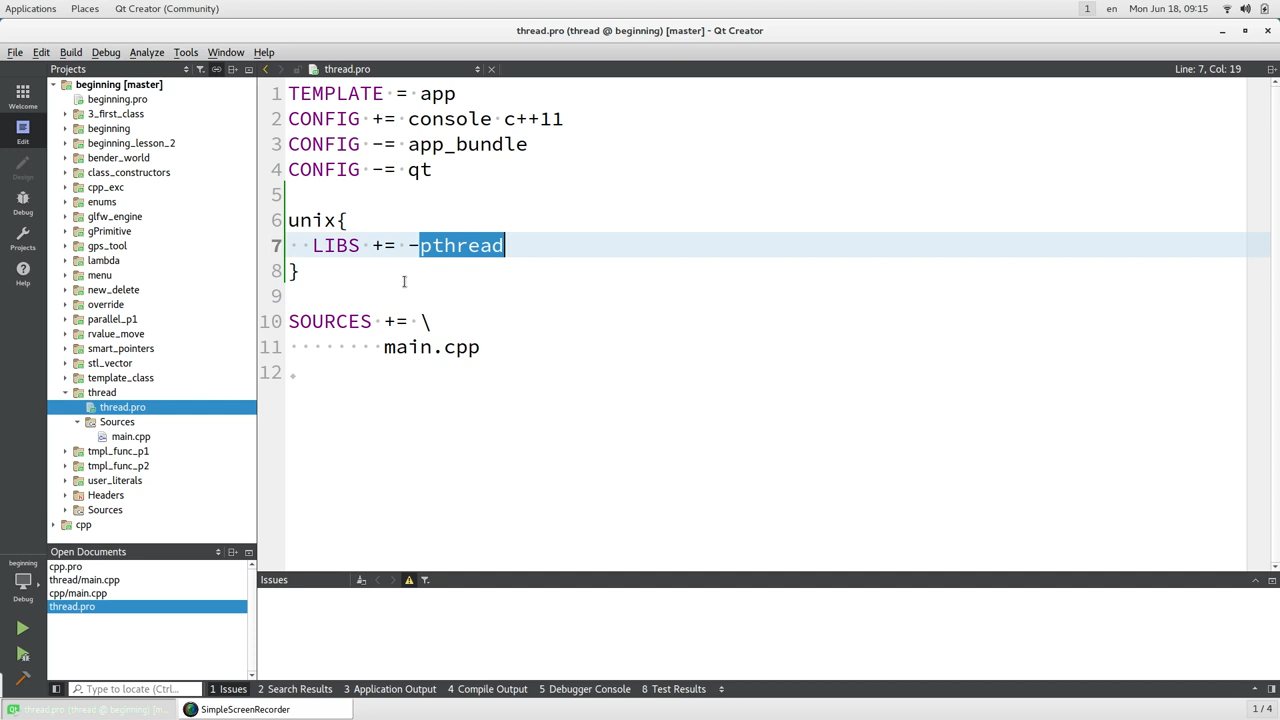 Applications Places Qt Creator (Community) 1 en Mon Jun 18, 09:15
thread.pro (thread @ beginning) [master] - Qt Creator
File Edit Build Debug Analyze Tools Window Help
Projects thread.pro Line: 7, Col: 19
Welcome
Edit
Design
Debug
Projects
Help
beginning [master]
beginning.pro
3_first_class
beginning
beginning_lesson_2
bender_world
class_constructors
cpp_exc
enums
glfw_engine
gPrimitive
gps_tool
lambda
menu
new_delete
override
parallel_p1
rvalue_move
smart_pointers
stl_vector
template_class
thread
thread.pro
Sources
main.cpp
tmpl_func_p1
tmpl_func_p2
user_literals
Headers
Sources
cpp
1 TEMPLATE = app
2 CONFIG += console c++11
3 CONFIG -= app_bundle
4 CONFIG -= qt
5
6 unix{
7 LIBS += -pthread
8 }
9
10 SOURCES += \
11 main.cpp
12
Open Documents
cpp.pro
thread/main.cpp
cpp/main.cpp
thread.pro
beginning
Debug
Issues
Type to locate (Ctrl... 1 Issues 2 Search Results 3 Application Output 4 Compile Output 5 Debugger Console 8 Test Results
thread.pro (thread @ beginning) [m... SimpleScreenRecorder 1 / 4